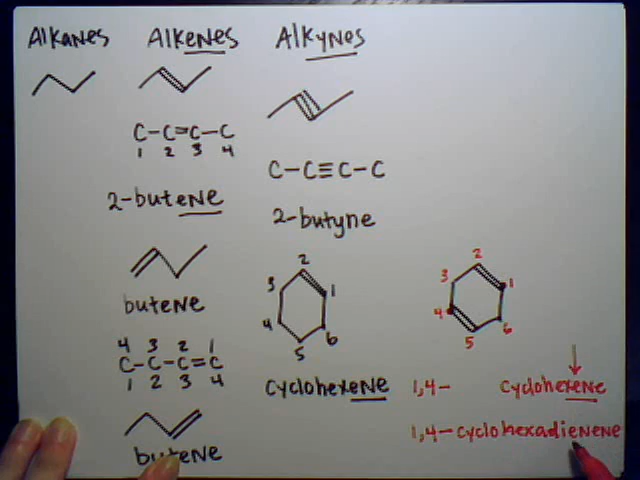 Alkanes Alkenes Alkynes
C-C=C-C
1 2 3 4
C-C≡C-C
2-butene
2-butyne
butene
2
3 1
4 6
5
2
3 1
4 6
5
4 3 2 1
C-C-C=C
1 2 3 4
cyclohexene
1,4- cyclohexene
1,4-cyclohexadienene
butene